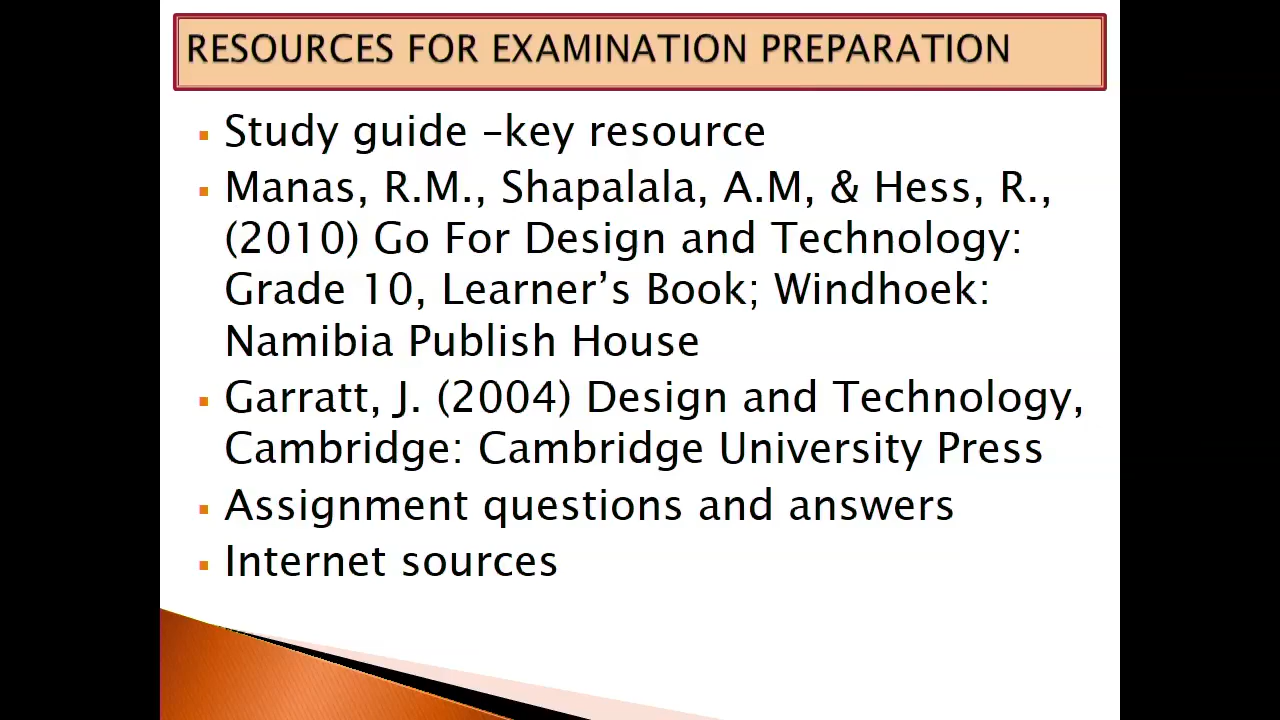 RESOURCES FOR EXAMINATION PREPARATION
Study guide –key resource
Manas, R.M., Shapalala, A.M, & Hess, R.,
(2010) Go For Design and Technology:
Grade 10, Learner’s Book; Windhoek:
Namibia Publish House
Garratt, J. (2004) Design and Technology,
Cambridge: Cambridge University Press
Assignment questions and answers
Internet sources